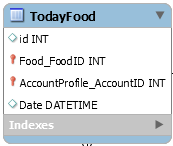 TodayFood
id INT
Food_FoodID INT
AccountProfile_AccountID INT
Date DATETIME
Indexes